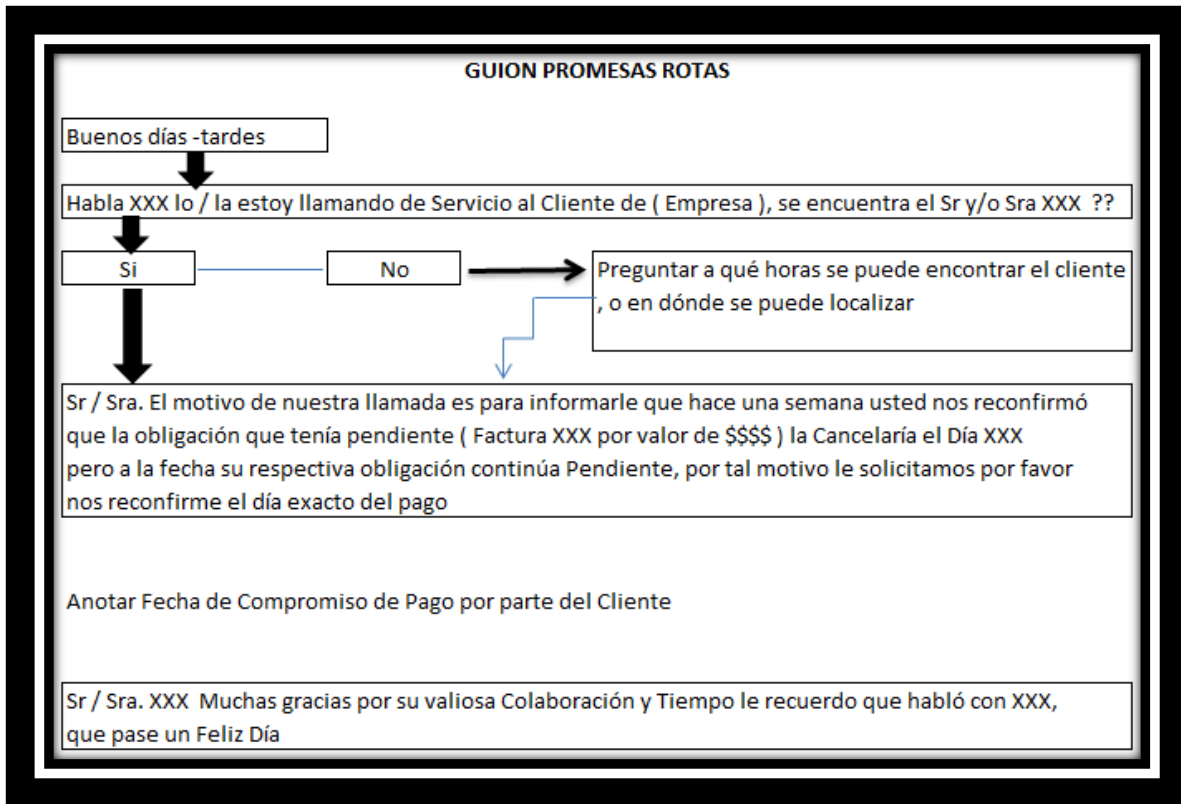 GUION PROMESAS ROTAS
Buenos días -tardes
Habla XXX lo / la estoy llamando de Servicio al Cliente de ( Empresa ), se encuentra el Sr y/o Sra XXX ??
Si
No
Preguntar a qué horas se puede encontrar el cliente
, o en dónde se puede localizar
Sr / Sra. El motivo de nuestra llamada es para informarle que hace una semana usted nos reconfirmó
que la obligación que tenía pendiente ( Factura XXX por valor de $$$$ ) la Cancelaría el Día XXX
pero a la fecha su respectiva obligación continúa Pendiente, por tal motivo le solicitamos por favor
nos reconfirme el día exacto del pago
Anotar Fecha de Compromiso de Pago por parte del Cliente
Sr / Sra. XXX Muchas gracias por su valiosa Colaboración y Tiempo le recuerdo que habló con XXX,
que pase un Feliz Día